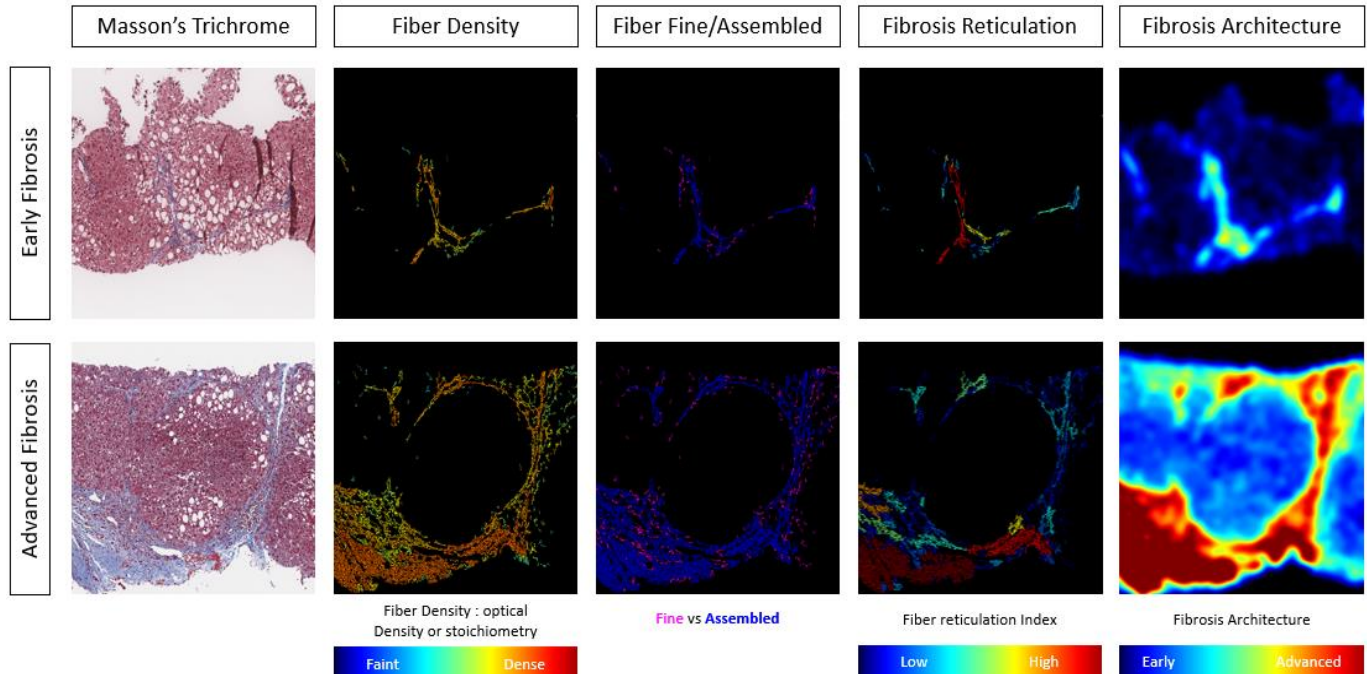 Masson's Trichrome
Fiber Density
Fiber Fine/Assembled
Fibrosis Reticulation
Fibrosis Architecture
Early Fibrosis
Advanced Fibrosis
Fiber Density : optical
Density or stoichiometry
Fine vs Assembled
Fiber reticulation Index
Fibrosis Architecture
Faint Dense
Low High
Early Advanced